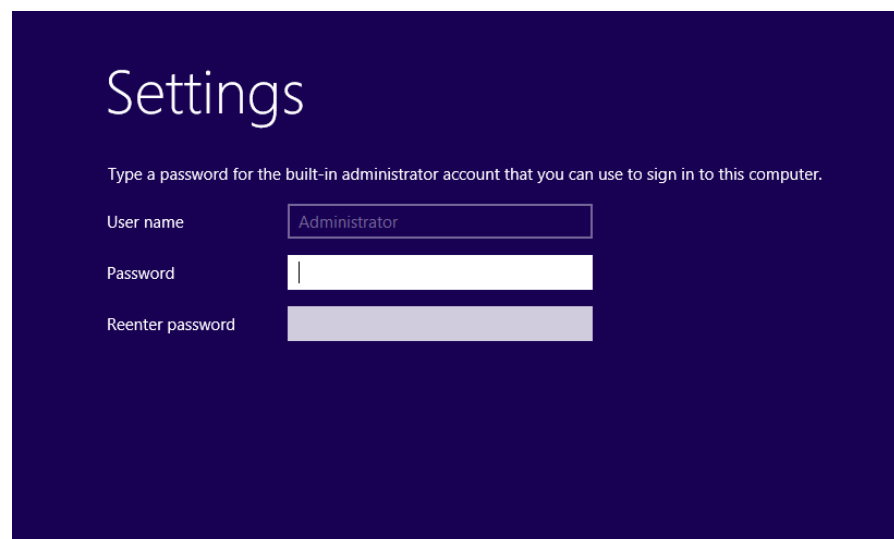 Settings
Type a password for the built-in administrator account that you can use to sign in to this computer.
User name Administrator
Password
Reenter password